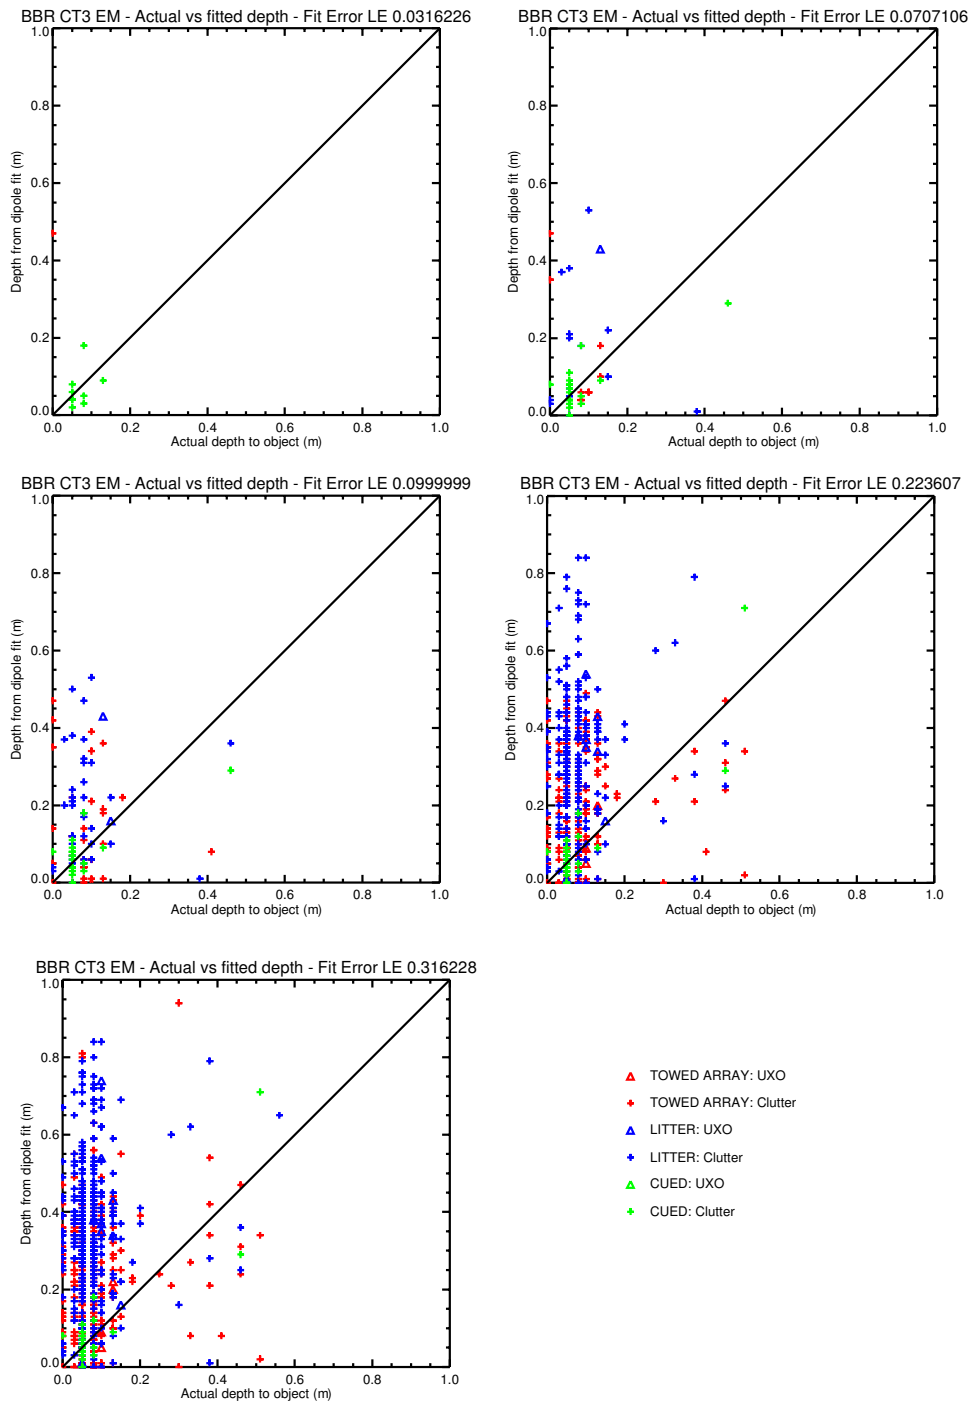 BBR CT3 EM - Actual vs fitted depth - Fit Error LE 0.0316226
1.0
0.8
0.6
0.4
0.2
0.0
Depth from dipole fit (m)
0.0 0.2 0.4 0.6 0.8 1.0
Actual depth to object (m)
BBR CT3 EM - Actual vs fitted depth - Fit Error LE 0.0707106
1.0
0.8
0.6
0.4
0.2
0.0
Depth from dipole fit (m)
0.0 0.2 0.4 0.6 0.8 1.0
Actual depth to object (m)
BBR CT3 EM - Actual vs fitted depth - Fit Error LE 0.0999999
1.0
0.8
0.6
0.4
0.2
0.0
Depth from dipole fit (m)
0.0 0.2 0.4 0.6 0.8 1.0
Actual depth to object (m)
BBR CT3 EM - Actual vs fitted depth - Fit Error LE 0.223607
1.0
0.8
0.6
0.4
0.2
0.0
Depth from dipole fit (m)
0.0 0.2 0.4 0.6 0.8 1.0
Actual depth to object (m)
BBR CT3 EM - Actual vs fitted depth - Fit Error LE 0.316228
1.0
0.8
0.6
0.4
0.2
0.0
Depth from dipole fit (m)
0.0 0.2 0.4 0.6 0.8 1.0
Actual depth to object (m)
TOWED ARRAY: UXO
TOWED ARRAY: Clutter
LITTER: UXO
LITTER: Clutter
CUED: UXO
CUED: Clutter